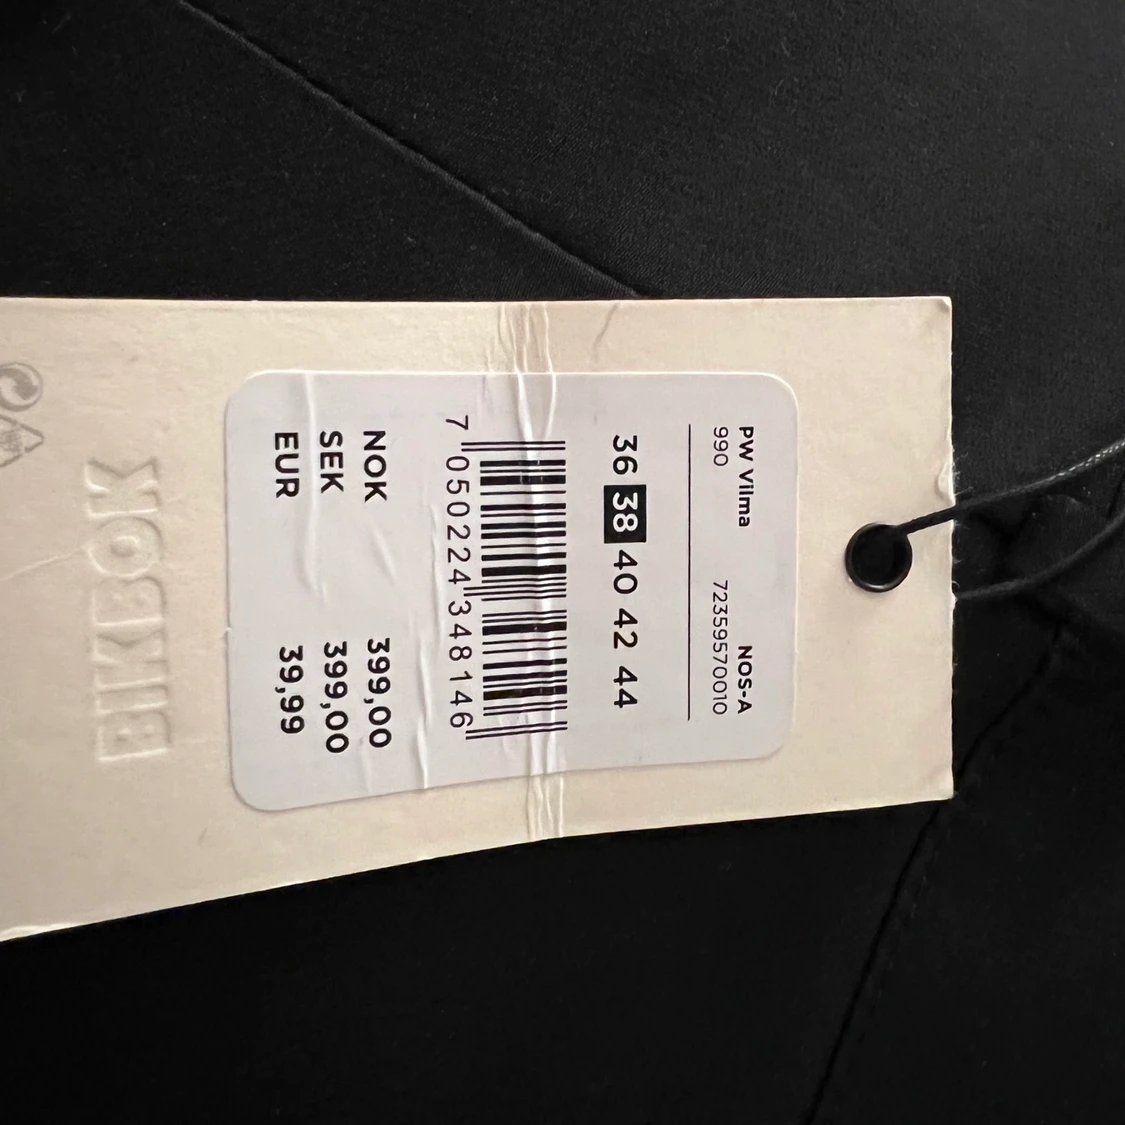 PW Vilma NOS-A
990 72359570010
36 38 40 42 44
7 050224 348146
NOK 399,00
SEK 399,00
EUR 39,99
BIKBOK